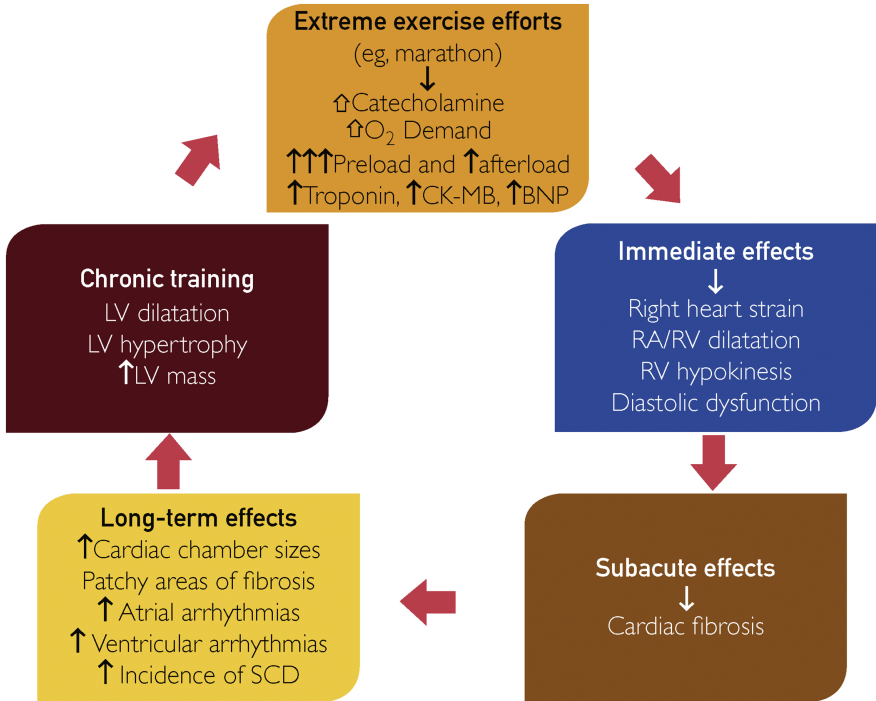 Extreme exercise efforts
(eg, marathon)
↓
⇧Catecholamine
⇧O₂ Demand
↑↑↑Preload and ↑afterload
↑Troponin, ↑CK-MB, ↑BNP
Immediate effects
↓
Right heart strain
RA/RV dilatation
RV hypokinesis
Diastolic dysfunction
Subacute effects
↓
Cardiac fibrosis
Long-term effects
↑Cardiac chamber sizes
Patchy areas of fibrosis
↑ Atrial arrhythmias
↑ Ventricular arrhythmias
↑ Incidence of SCD
Chronic training
LV dilatation
LV hypertrophy
↑LV mass